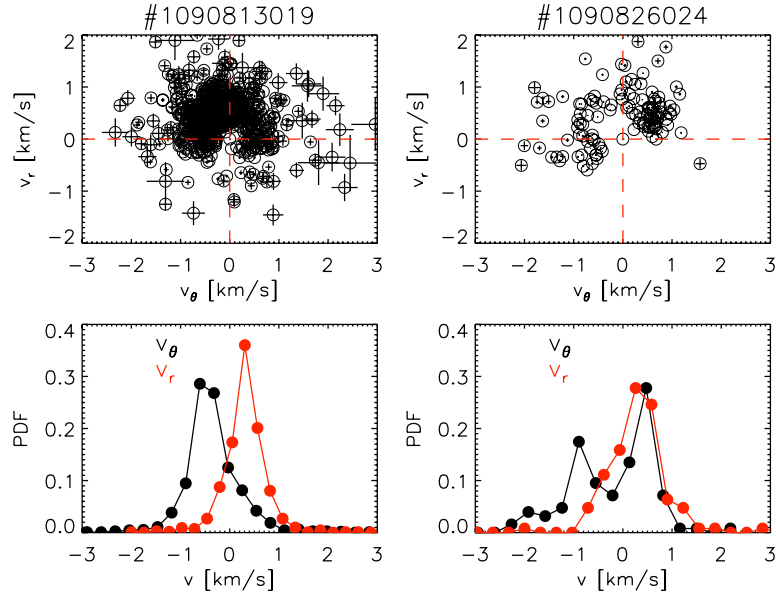 #1090813019
#1090826024
2
1
0
-1
-2
v_r [km/s]
-3 -2 -1 0 1 2 3
v_θ [km/s]
2
1
0
-1
-2
v_r [km/s]
-3 -2 -1 0 1 2 3
v_θ [km/s]
0.4
0.3
0.2
0.1
0.0
PDF
v_θ
v_r
-3 -2 -1 0 1 2 3
v [km/s]
0.4
0.3
0.2
0.1
0.0
PDF
v_θ
v_r
-3 -2 -1 0 1 2 3
v [km/s]